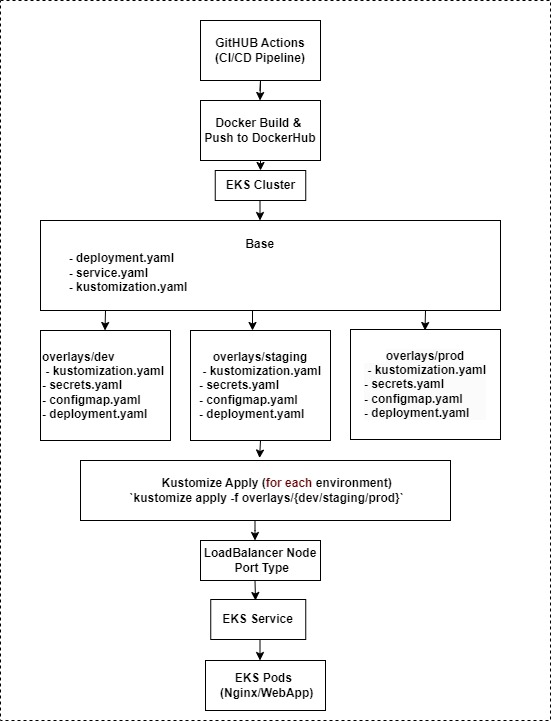 GitHUB Actions
(CI/CD Pipeline)
Docker Build &
Push to DockerHub
EKS Cluster
Base
- deployment.yaml
- service.yaml
- kustomization.yaml
overlays/dev
- kustomization.yaml
- secrets.yaml
- configmap.yaml
- deployment.yaml
overlays/staging
- kustomization.yaml
- secrets.yaml
- configmap.yaml
- deployment.yaml
overlays/prod
- kustomization.yaml
- secrets.yaml
- configmap.yaml
- deployment.yaml
Kustomize Apply (for each environment)
`kustomize apply -f overlays/{dev/staging/prod}`
LoadBalancer Node
Port Type
EKS Service
EKS Pods
(Nginx/WebApp)